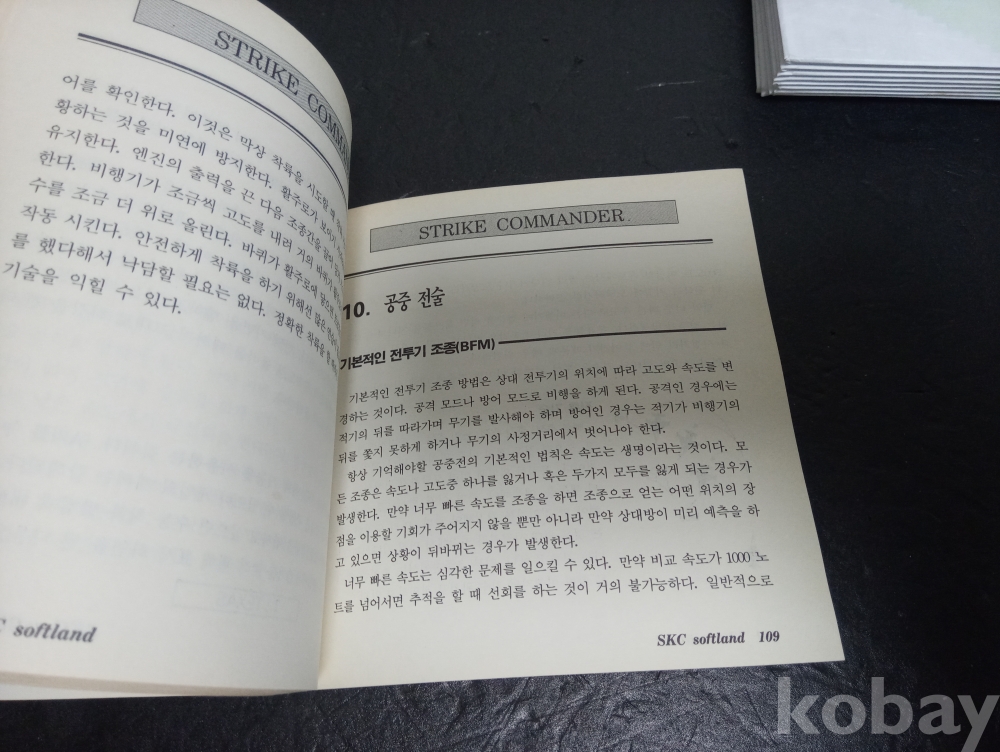 STRIKE COMMAN
어를 확인한다. 이것은 막상 착륙을 시도할 때
황하는 것을 미연에 방지한다. 활주로가
유지한다. 엔진의 출력을 끈 다음 조종간을
한다. 비행기가 조금씩 고도를 내려 거의 바퀴가
수를 조금 더 위로 올린다. 바퀴가 활주로에
작동 시킨다. 안전하게 착륙을 하기 위해선 많은
를 했다해서 낙담할 필요는 없다. 정확한 착륙을
기술을 익힐 수 있다.
softland
STRIKE COMMANDER
10. 공중 전술
기본적인 전투기 조종(BFM)
기본적인 전투기 조종 방법은 상대 전투기의 위치에 따라 고도와 속도를 변
경하는 것이다. 공격 모드나 방어 모드로 비행을 하게 된다. 공격인 경우에는
적기의 뒤를 따라가며 무기를 발사해야 하며 방어인 경우는 적기가 비행기의
뒤를 쫓지 못하게 하거나 무기의 사정거리에서 벗어나야 한다.
항상 기억해야할 공중전의 기본적인 법칙은 속도는 생명이라는 것이다. 모
든 조종은 속도나 고도중 하나를 잃거나 혹은 두가지 모두를 잃게 되는 경우가
발생한다. 만약 너무 빠른 속도를 조종을 하면 조종으로 얻는 어떤 위치의 장
점을 이용할 기회가 주어지지 않을 뿐만 아니라 만약 상대방이 미리 예측을 하
고 있으면 상황이 뒤바뀌는 경우가 발생한다.
너무 빠른 속도는 심각한 문제를 일으킬 수 있다. 만약 비교 속도가 1000 노
트를 넘어서면 추적을 할 때 선회를 하는 것이 거의 불가능하다. 일반적으로
SKC softland 109
kobay